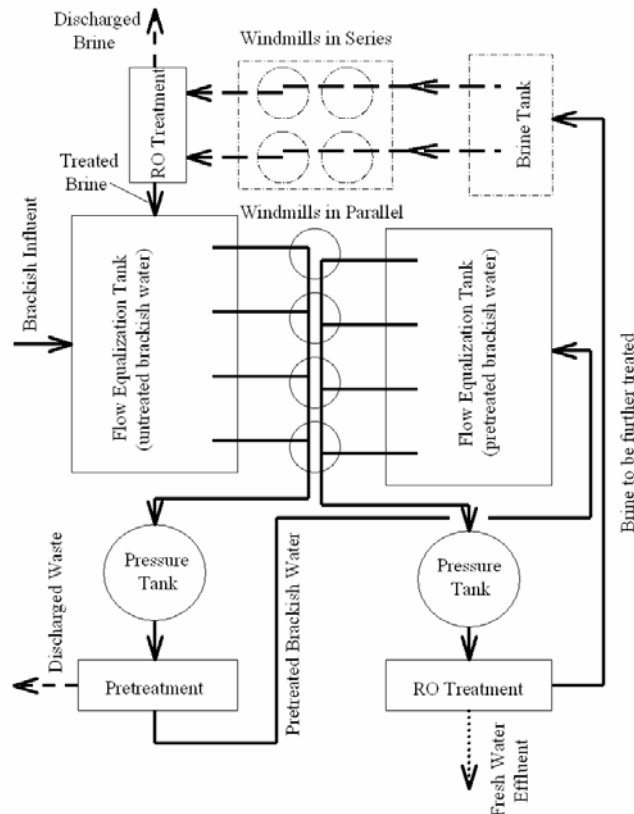 Discharged
Brine
Windmills in Series
RO Treatment
Brine Tank
Treated
Brine
Windmills in Parallel
Brackish Influent
Flow Equalization Tank
(untreated brackish water)
Flow Equalization Tank
(pretreated brackish water)
Brine to be further treated
Pressure
Tank
Pressure
Tank
Discharged Waste
Pretreated Brackish Water
Pretreatment
RO Treatment
Fresh Water
Effluent